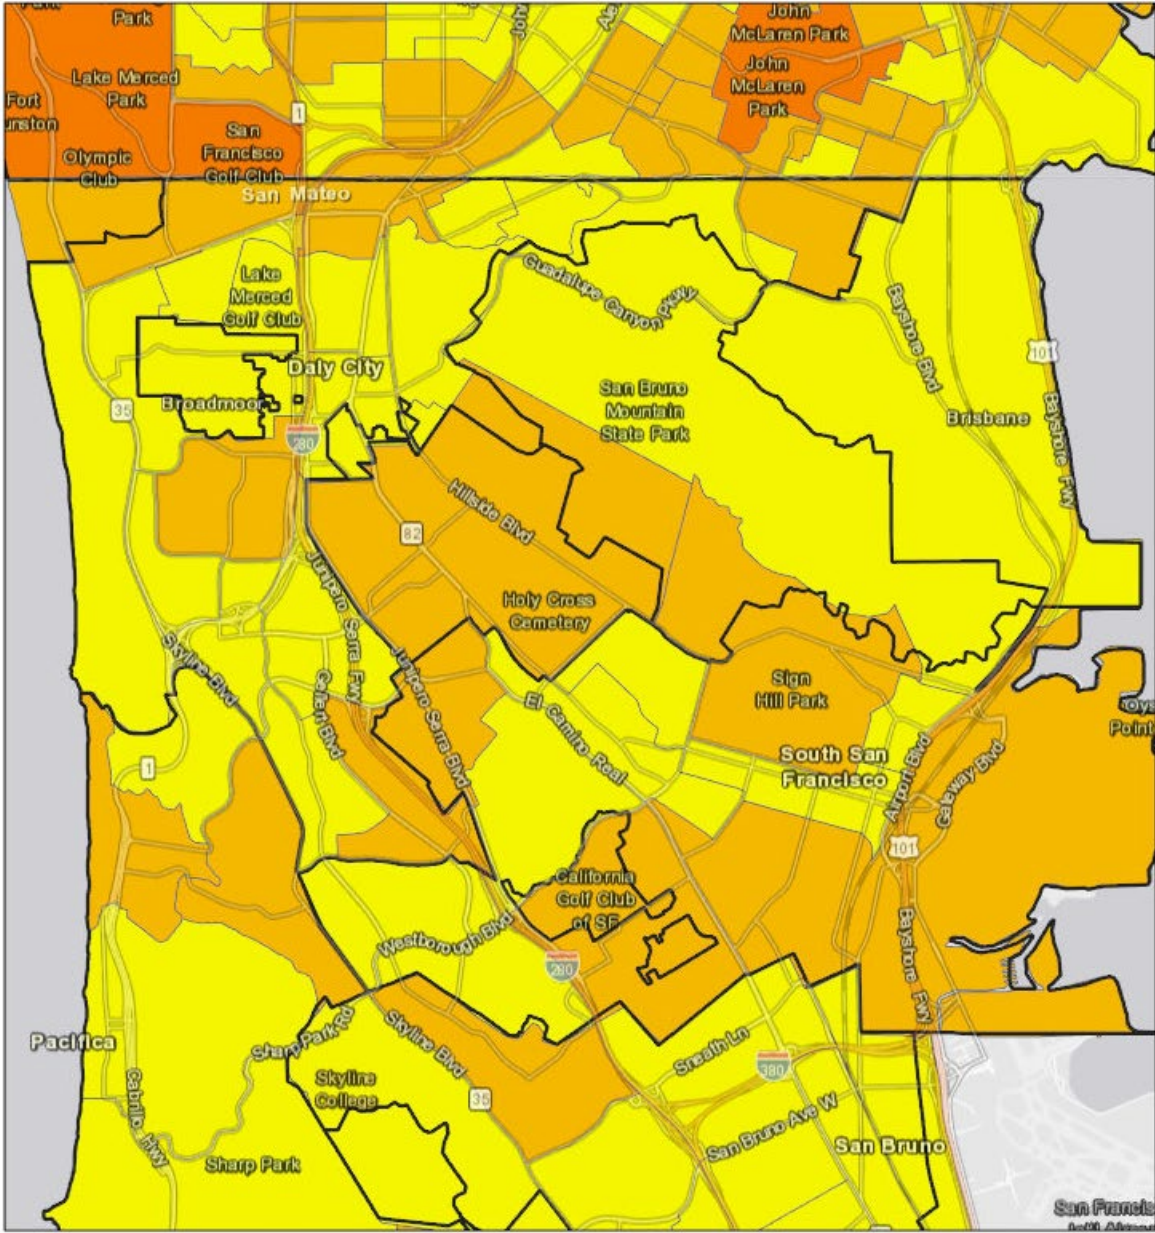 Park
John
McLaren Park
Lake Merced
Park
John
McLaren
Park
Fort
1
San
Francisco
Golf Club
Olympic
Club
San Mateo
Lake
Merced
Golf Club
Guadalupe Canyon Pkwy
Bayshore Blvd
101
Daly City
San Bruno
Mountain
State Park
35
Broadmoor
Brisbane
280
Bayshore Fwy
Hillside Blvd
82
Junipero Serra Fwy
Holy Cross
Cemetery
Skyline Blvd
Junipero Serra Blvd
Sign
Hill Park
Callan Blvd
El Camino Real
Point
South San
Francisco
1
Airport Blvd
Gateway Blvd
101
California
Golf Club
of SF
Westborough Blvd
280
Bayshore Fwy
Pacifica
Sharp Park Rd
Skyline Blvd
Sneath Ln
380
Skyline
College
35
Cabrillo Hwy
San Bruno Ave W
San Bruno
Sharp Park
San Francis